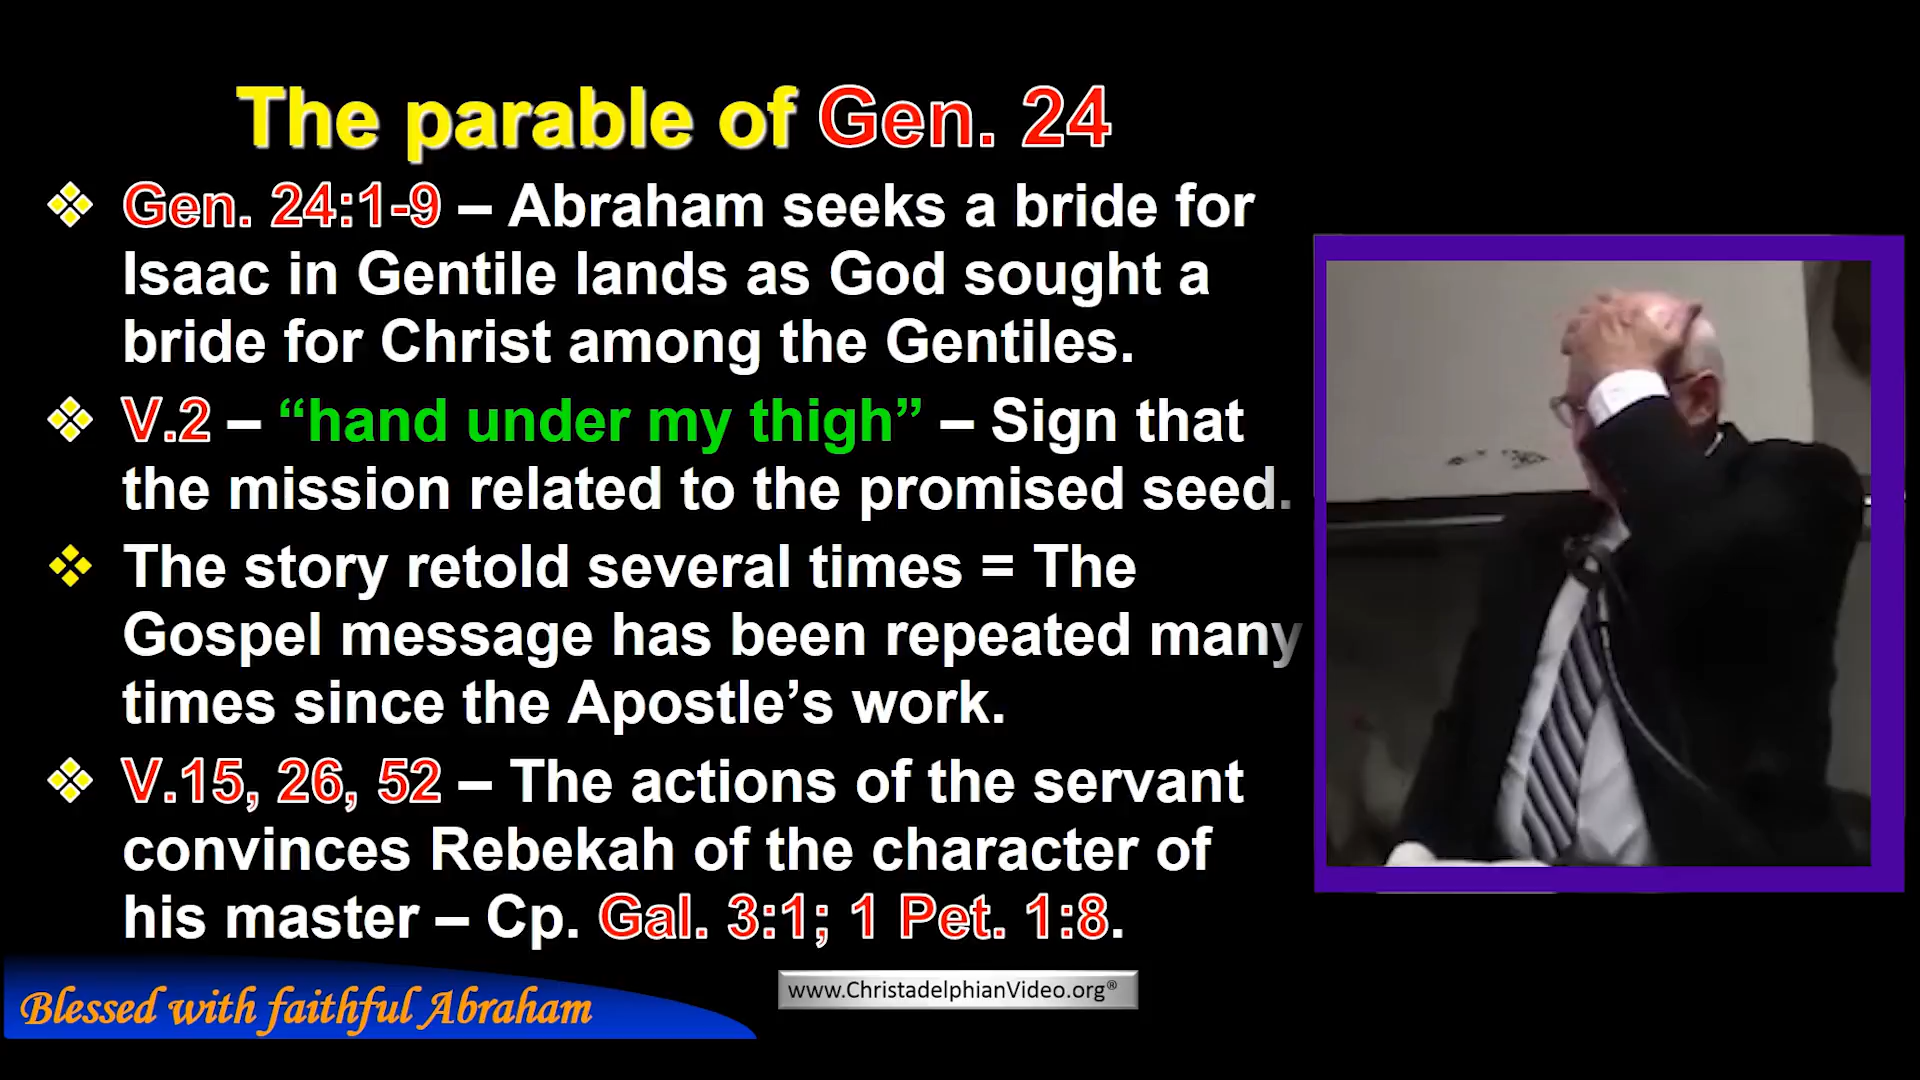 The parable of Gen. 24
Gen. 24:1-9 – Abraham seeks a bride for
Isaac in Gentile lands as God sought a
bride for Christ among the Gentiles.
V.2 – “hand under my thigh” – Sign that
the mission related to the promised seed.
The story retold several times = The
Gospel message has been repeated many
times since the Apostle’s work.
V.15, 26, 52 – The actions of the servant
convinces Rebekah of the character of
his master – Cp. Gal. 3:1; 1 Pet. 1:8.
Blessed with faithful Abraham
www.ChristadelphianVideo.org®